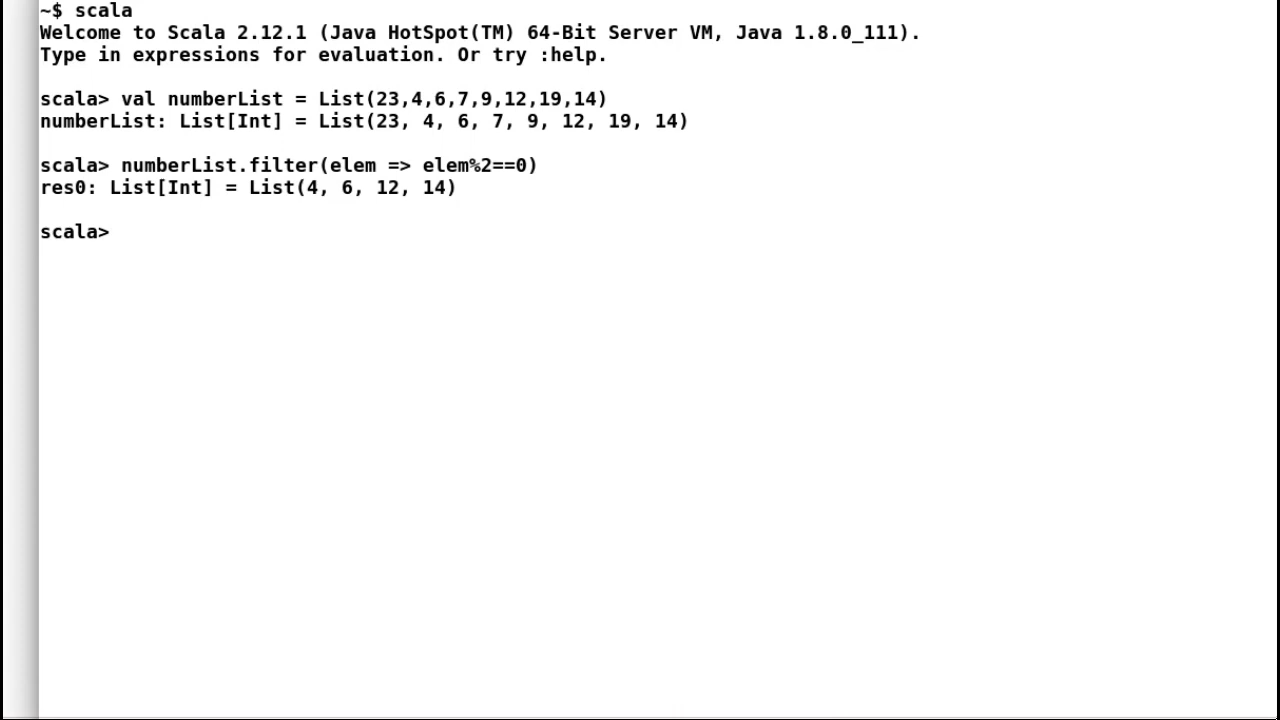 ~$ scala
Welcome to Scala 2.12.1 (Java HotSpot(TM) 64-Bit Server VM, Java 1.8.0_111).
Type in expressions for evaluation. Or try :help.
scala> val numberList = List(23,4,6,7,9,12,19,14)
numberList: List[Int] = List(23, 4, 6, 7, 9, 12, 19, 14)
scala> numberList.filter(elem => elem%2==0)
res0: List[Int] = List(4, 6, 12, 14)
scala>